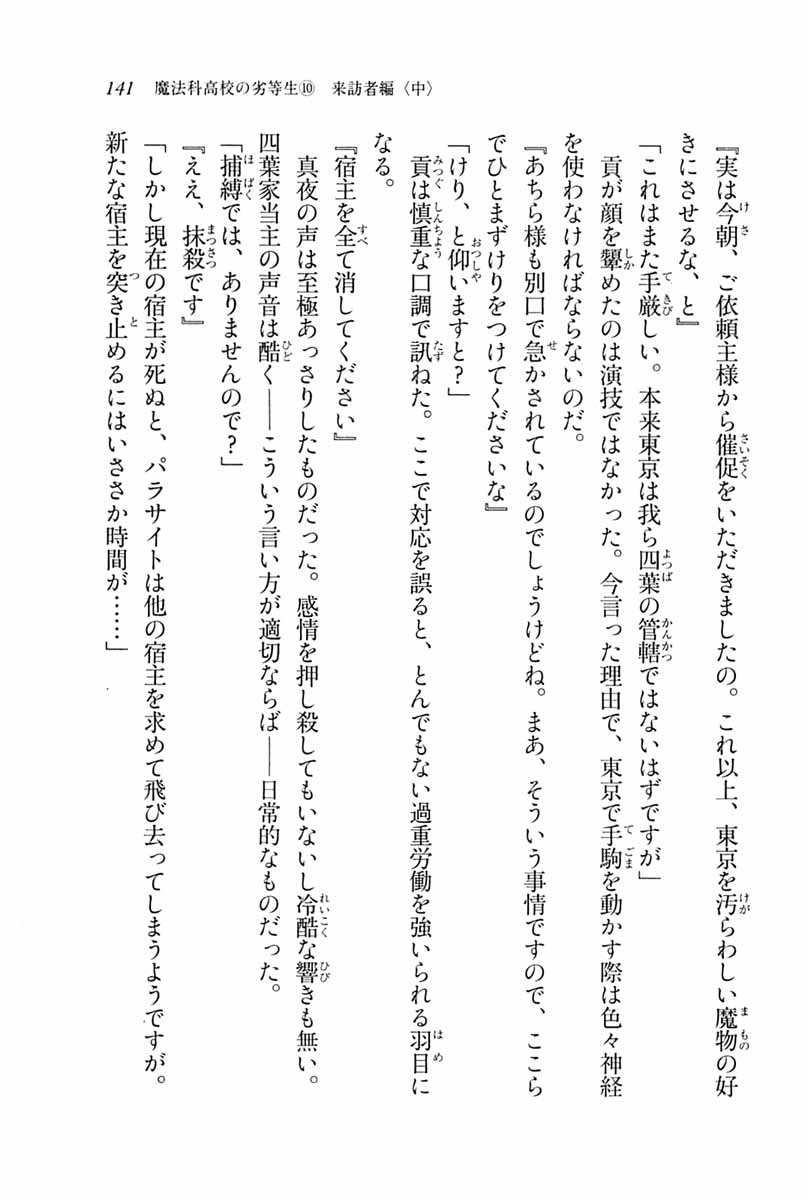 141 魔法科高校の劣等生⑩ 来訪者編〈中〉
『実は今朝、ご依頼主様から催促をいただきましたの。これ以上、東京を汚らわしい魔物の好
きにさせるな、と』
「これはまた手厳しい。本来東京は我ら四葉の管轄ではないはずですが」
貢が顔を顰めたのは演技ではなかった。今言った理由で、東京で手駒を動かす際は色々神経
を使わなければならないのだ。
『あちら様も別口で急かされているのでしょうけどね。まあ、そういう事情ですので、ここら
でひとまずけりをつけてくださいな』
「けり、と仰いますと？」
貢は慎重な口調で訊ねた。ここで対応を誤ると、とんでもない過重労働を強いられる羽目に
なる。
『宿主を全て消してください』
真夜の声は至極あっさりしたものだった。感情を押し殺してもいないし冷酷な響きも無い。
四葉家当主の声音は酷く――こういう言い方が適切ならば――日常的なものだった。
「捕縛では、ありませんので？」
『ええ、抹殺です』
「しかし現在の宿主が死ぬと、パラサイトは他の宿主を求めて飛び去ってしまうようですが。
新たな宿主を突き止めるにはいささか時間が……」